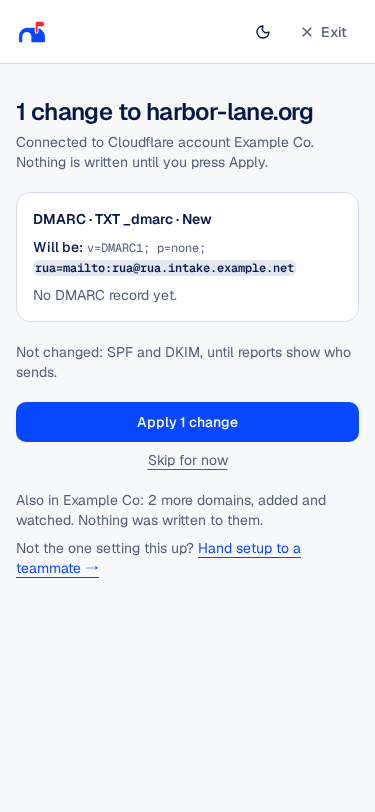 Exit
1 change to harbor-lane.org
Connected to Cloudflare account Example Co.
Nothing is written until you press Apply.
DMARC · TXT _dmarc · New
Will be: v=DMARC1; p=none;
rua=mailto:rua@rua.intake.example.net
No DMARC record yet.
Not changed: SPF and DKIM, until reports show who
sends.
Apply 1 change
Skip for now
Also in Example Co: 2 more domains, added and
watched. Nothing was written to them.
Not the one setting this up? Hand setup to a
teammate →